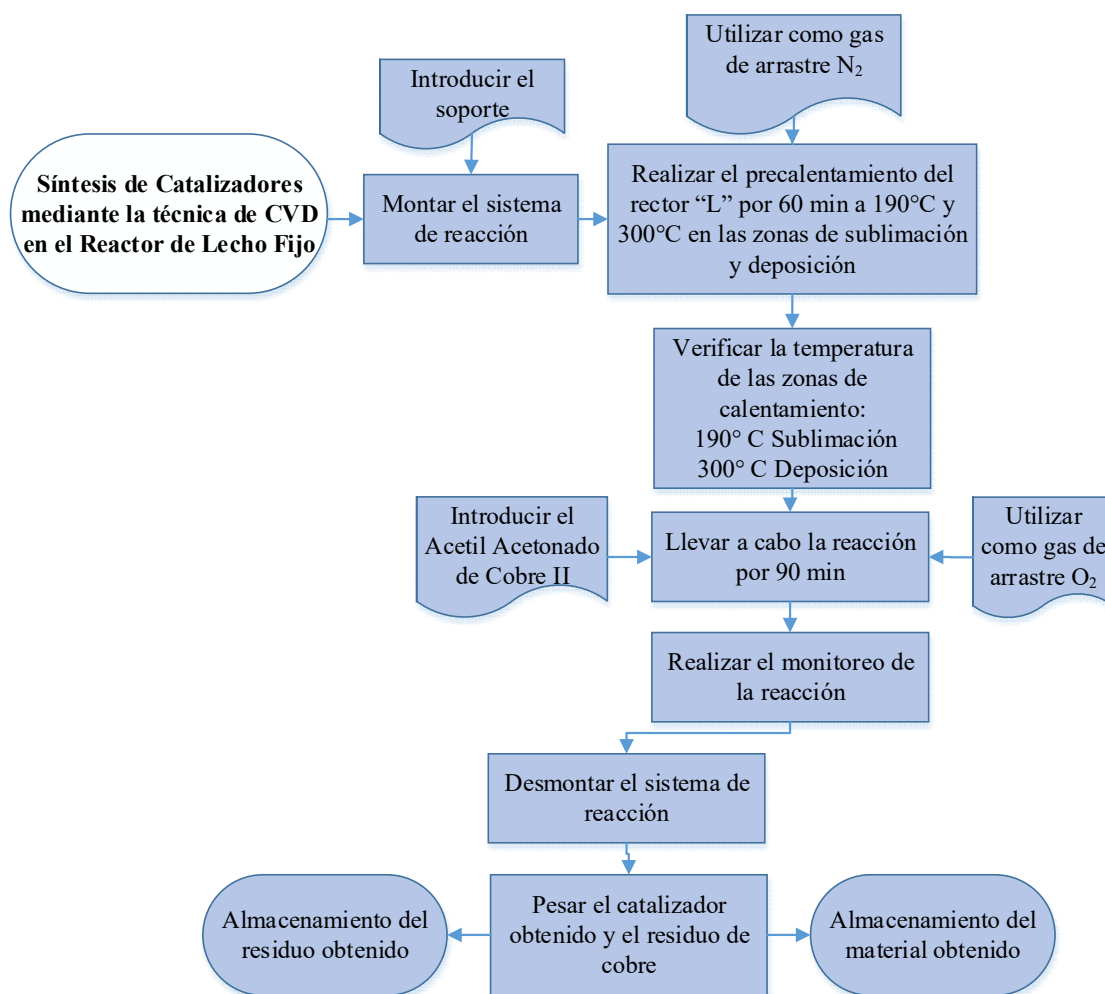 Utilizar como gas
de arrastre N₂
Introducir el
soporte
Síntesis de Catalizadores
mediante la técnica de CVD
en el Reactor de Lecho Fijo
Montar el sistema
de reacción
Realizar el precalentamiento del
rector “L” por 60 min a 190°C y
300°C en las zonas de sublimación
y deposición
Verificar la temperatura
de las zonas de
calentamiento:
190° C Sublimación
300° C Deposición
Introducir el
Acetil Acetonado
de Cobre II
Llevar a cabo la reacción
por 90 min
Utilizar
como gas de
arrastre O₂
Realizar el monitoreo de
la reacción
Desmontar el sistema de
reacción
Almacenamiento del
residuo obtenido
Pesar el catalizador
obtenido y el residuo de
cobre
Almacenamiento del
material obtenido